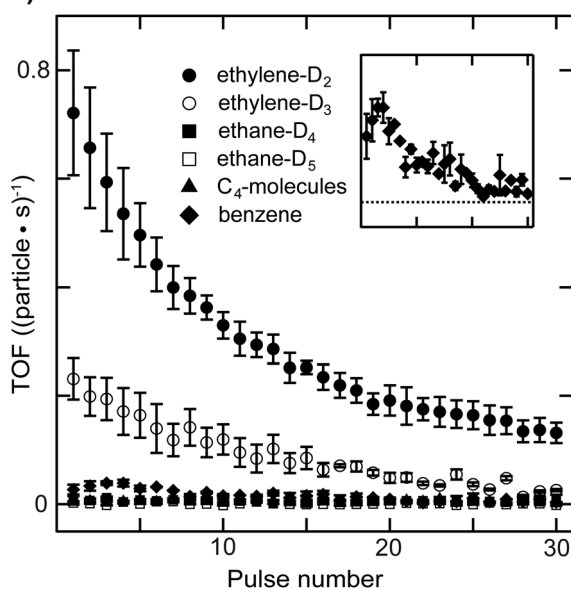 0.8
ethylene-D₂
ethylene-D₃
ethane-D₄
ethane-D₅
C₄-molecules
benzene
TOF ((particle • s)⁻¹)
0
10
20
30
Pulse number